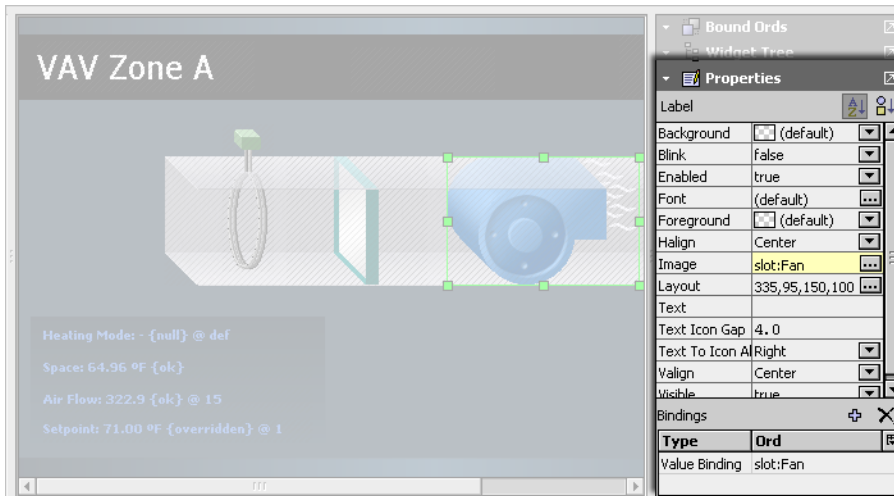 VAV Zone A
Heating Mode: - {null} @ def
Space: 64.96 ºF {ok}
Air Flow: 322.9 {ok} @ 15
Setpoint: 71.00 ºF {overridden} @ 1
Bound Ords
Widget Tree
Properties
Label
Background (default)
Blink false
Enabled true
Font (default)
Foreground (default)
Halign Center
Image slot:Fan
Layout 335,95,150,100
Text
Text Icon Gap 4.0
Text To Icon Al Right
Valign Center
Visible true
Bindings
Type Ord
Value Binding slot:Fan